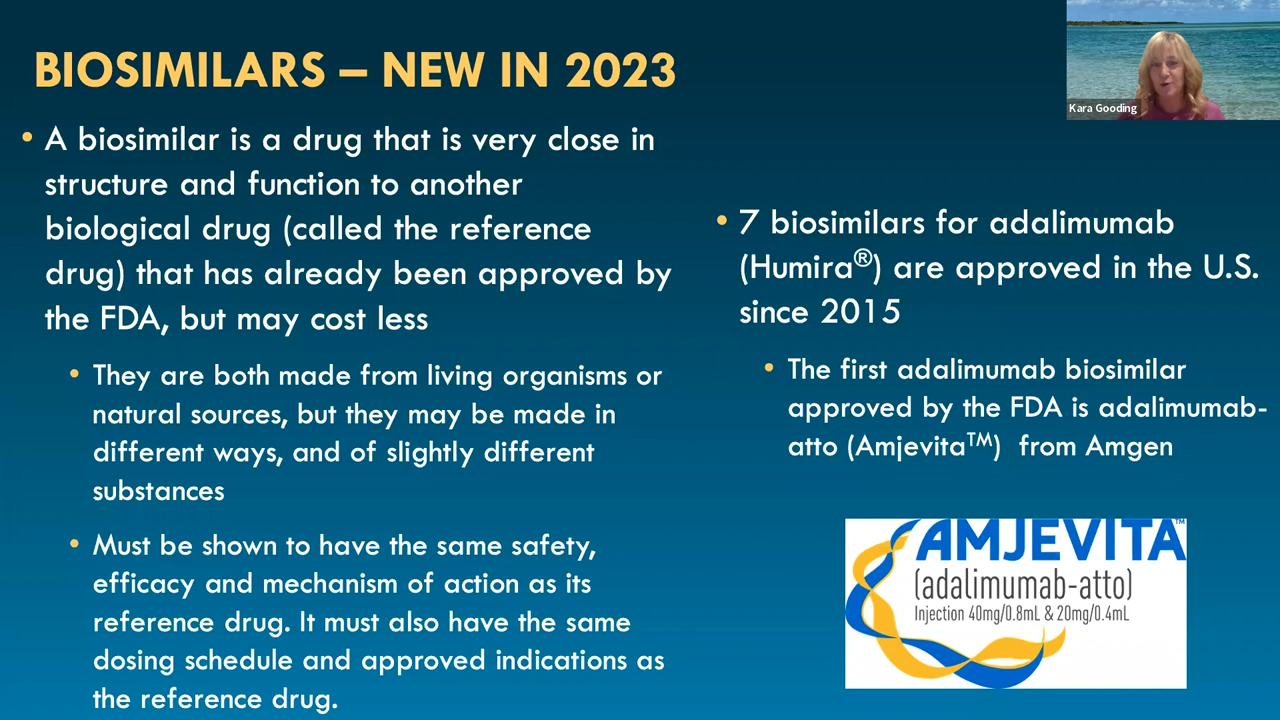 BIOSIMILARS – NEW IN 2023
Kara Gooding
• A biosimilar is a drug that is very close in
structure and function to another
biological drug (called the reference
drug) that has already been approved by
the FDA, but may cost less
• They are both made from living organisms or
natural sources, but they may be made in
different ways, and of slightly different
substances
• Must be shown to have the same safety,
efficacy and mechanism of action as its
reference drug. It must also have the same
dosing schedule and approved indications as
the reference drug.
• 7 biosimilars for adalimumab
(Humira®) are approved in the U.S.
since 2015
• The first adalimumab biosimilar
approved by the FDA is adalimumab-
atto (Amjevita™) from Amgen
AMJEVITA™
(adalimumab-atto)
Injection 40mg/0.8mL & 20mg/0.4mL